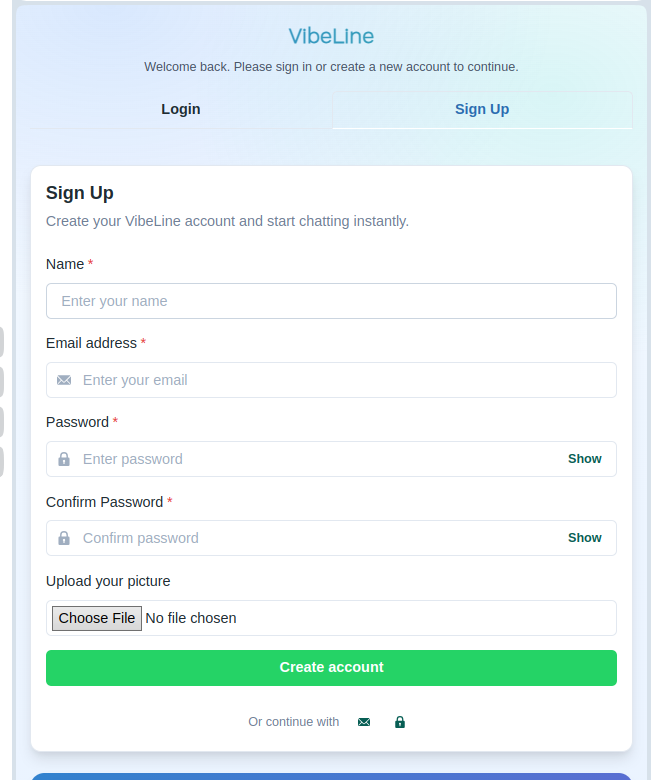 VibeLine
Welcome back. Please sign in or create a new account to continue.
Login
Sign Up
Sign Up
Create your VibeLine account and start chatting instantly.
Name *
Enter your name
Email address *
Enter your email
Password *
Enter password
Show
Confirm Password *
Confirm password
Show
Upload your picture
Choose File No file chosen
Create account
Or continue with